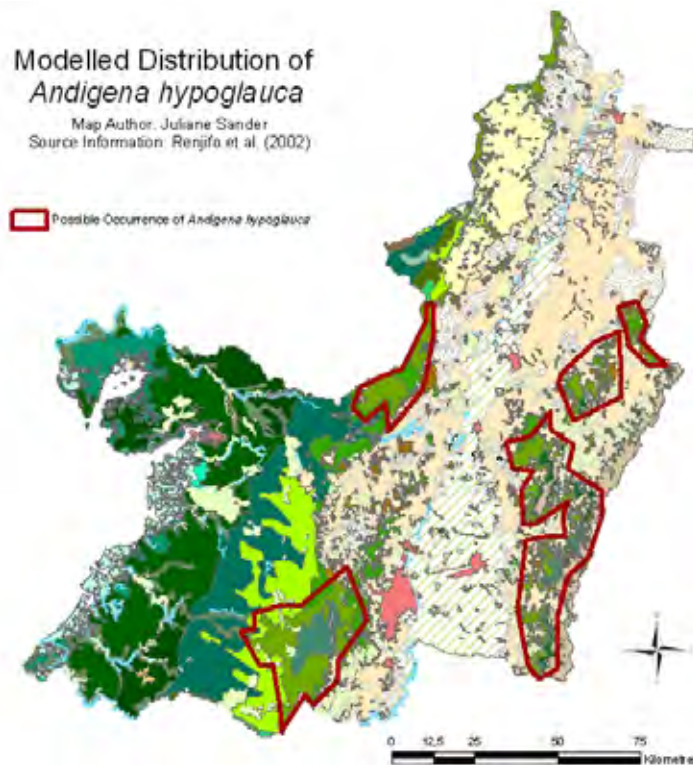 Modelled Distribution of
Andigena hypoglauca
Map Author: Juliane Sander
Source Information: Renjifo et al. (2002)
Possible Occurrence of Andigena hypoglauca
0 12,5 25 50 75
Kilometre